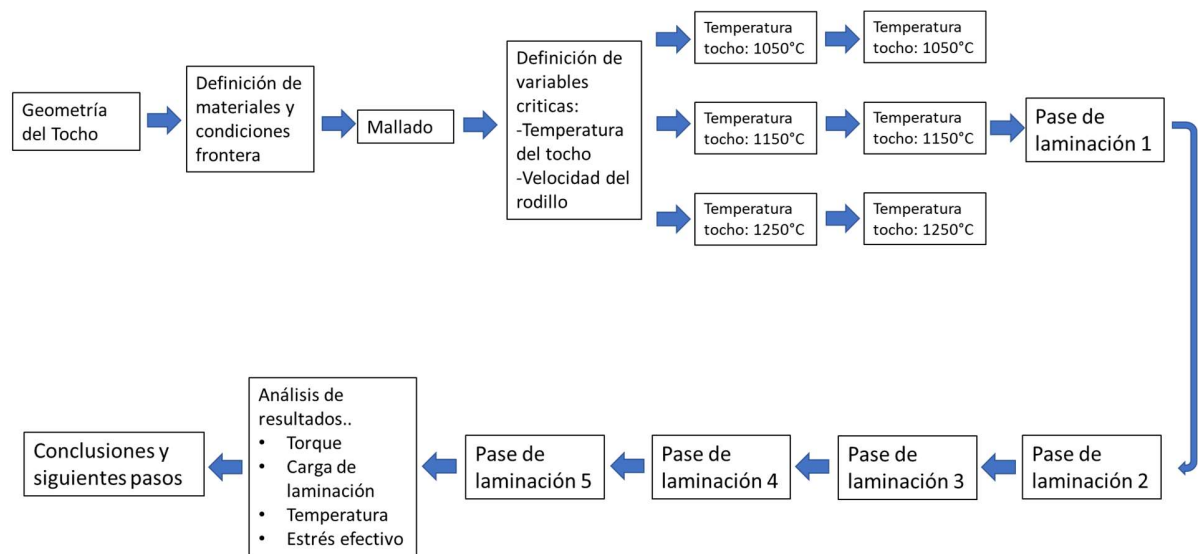 Geometría
del Tocho
Definición de
materiales y
condiciones
frontera
Mallado
Definición de
variables
criticas:
-Temperatura
del tocho
-Velocidad del
rodillo
Temperatura
tocho: 1050°C
Temperatura
tocho: 1050°C
Temperatura
tocho: 1150°C
Temperatura
tocho: 1150°C
Temperatura
tocho: 1250°C
Temperatura
tocho: 1250°C
Pase de
laminación 1
Pase de
laminación 2
Pase de
laminación 3
Pase de
laminación 4
Pase de
laminación 5
Análisis de
resultados..
• Torque
• Carga de
laminación
• Temperatura
• Estrés efectivo
Conclusiones y
siguientes pasos